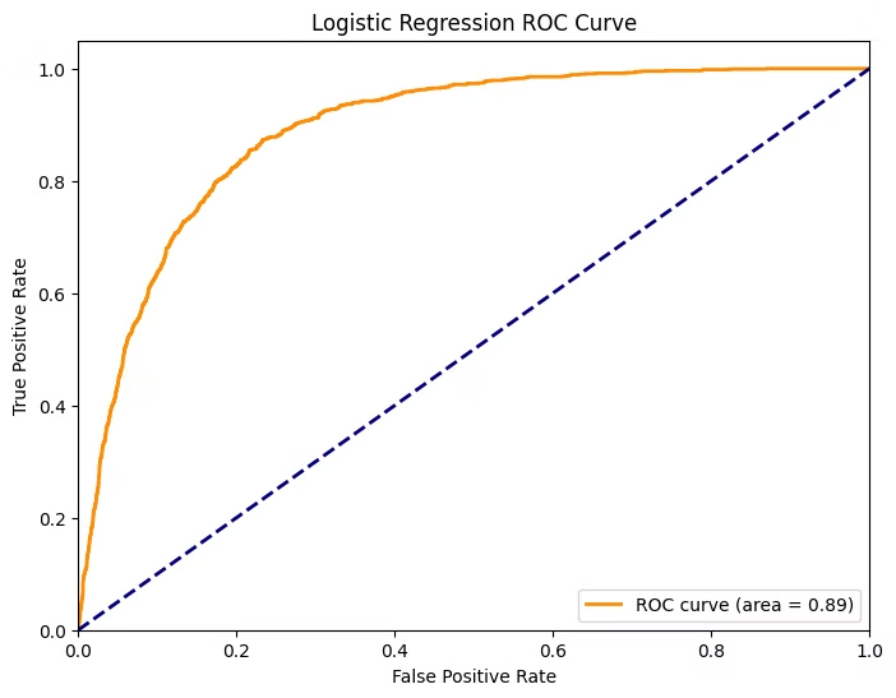 Logistic Regression ROC Curve
True Positive Rate
1.0
0.8
0.6
0.4
0.2
0.0
ROC curve (area = 0.89)
0.0 0.2 0.4 0.6 0.8 1.0
False Positive Rate